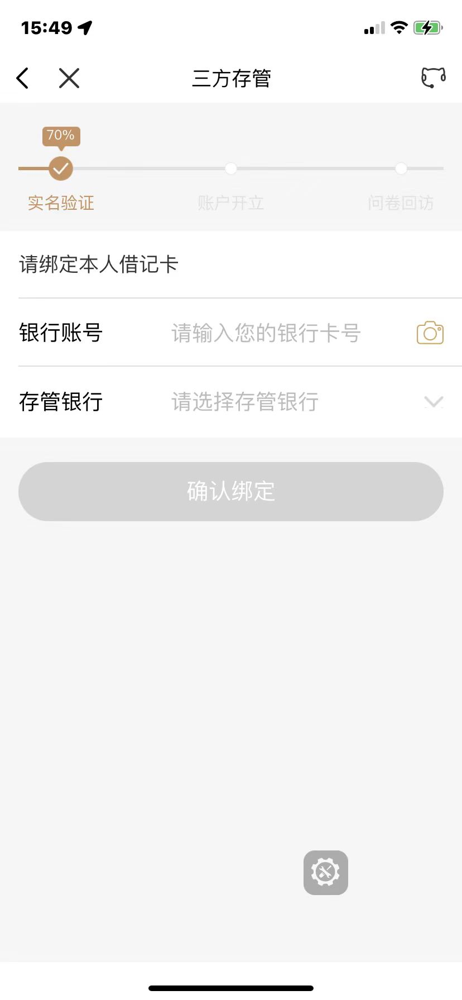 15:49
三方存管
70%
实名验证 账户开立 问卷回访
请绑定本人借记卡
银行账号 请输入您的银行卡号
存管银行 请选择存管银行
确认绑定